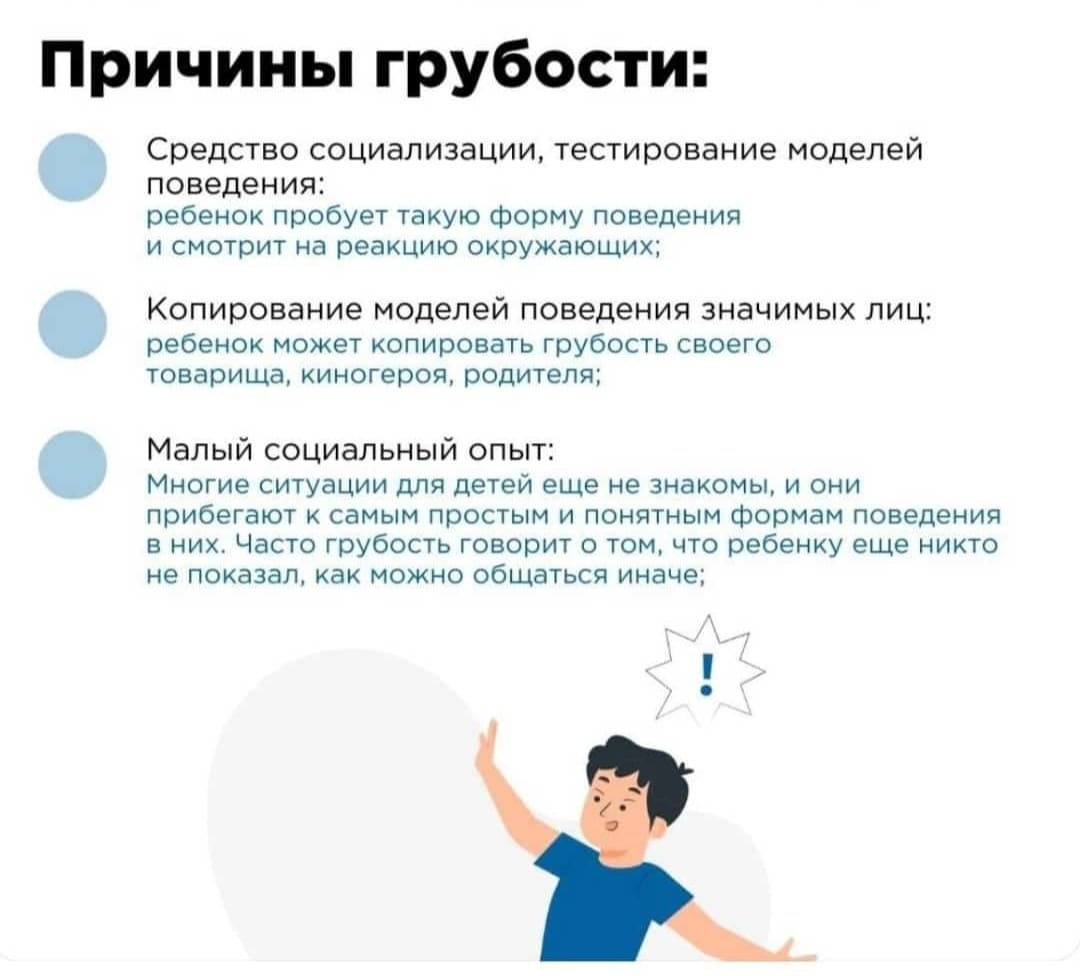 Причины грубости:
Средство социализации, тестирование моделей
поведения:
ребенок пробует такую форму поведения
и смотрит на реакцию окружающих;
Копирование моделей поведения значимых лиц:
ребенок может копировать грубость своего
товарища, киногероя, родителя;
Малый социальный опыт:
Многие ситуации для детей еще не знакомы, и они
прибегают к самым простым и понятным формам поведения
в них. Часто грубость говорит о том, что ребенку еще никто
не показал, как можно общаться иначе;
!